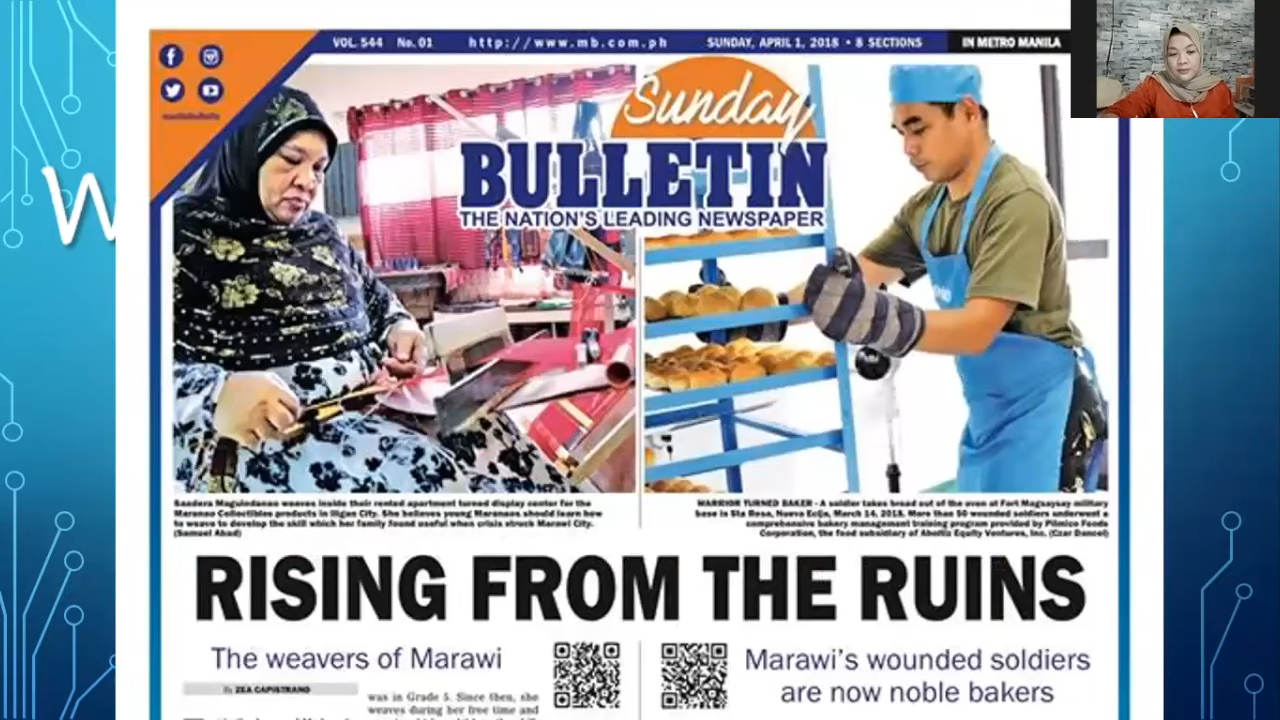 W
VOL. 544 No. 01 http://www.mb.com.ph SUNDAY, APRIL 1, 2018 • 8 SECTIONS IN METRO MANILA
Sunday
BULLETIN
THE NATION'S LEADING NEWSPAPER
Sandera Maguindanao weaves inside their rented apartment turned display center for the
Maranao Collectibles products in Iligan City. She believes young Maranaos should learn how
to weave to develop the skill which her family found useful when crisis struck Marawi City.
(Samuel Abad)
WARRIOR TURNED BAKER - A soldier takes bread out of the oven at Fort Magsaysay military
base in Sta Rosa, Nueva Ecija, March 14, 2018. More than 50 wounded soldiers underwent a
comprehensive bakery management training program provided by Pilmico Foods
Corporation, the food subsidiary of Aboitiz Equity Ventures, Inc. (Czar Dancel)
RISING FROM THE RUINS
The weavers of Marawi
By ZEA CAPISTRANO
was in Grade 5. Since then, she
weaves during her free time and
Marawi's wounded soldiers
are now noble bakers